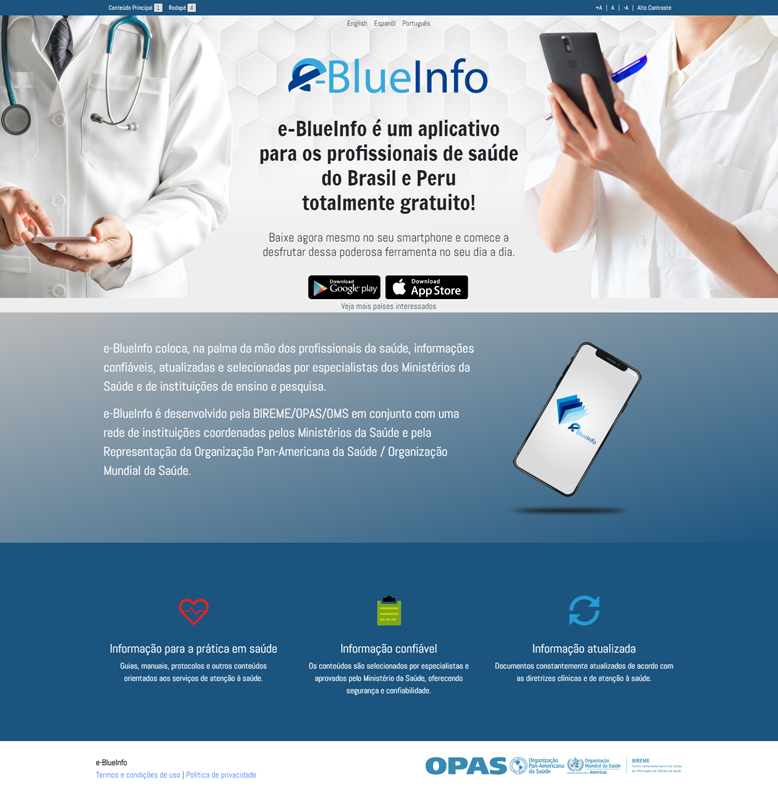 Conteúdo Principal 1 Rodapé 4
+A | A | -A | Alto Contraste
English Espanõl Português
e-BlueInfo
e-BlueInfo é um aplicativo
para os profissionais de saúde
do Brasil e Peru
totalmente gratuito!
Baixe agora mesmo no seu smartphone e comece a
desfrutar dessa poderosa ferramenta no seu dia a dia.
Download
Google play
Download
App Store
Veja mais países interessados
e-BlueInfo coloca, na palma da mão dos profissionais da saúde, informações
confiáveis, atualizadas e selecionadas por especialistas dos Ministérios da
Saúde e de instituições de ensino e pesquisa.
e-BlueInfo é desenvolvido pela BIREME/OPAS/OMS em conjunto com uma
rede de instituições coordenadas pelos Ministérios da Saúde e pela
Representação da Organização Pan-Americana da Saúde / Organização
Mundial da Saúde.
e-BlueInfo
Informação para a prática em saúde
Guias, manuais, protocolos e outros conteúdos
orientados aos serviços de atenção à saúde.
Informação confiável
Os conteúdos são selecionados por especialistas e
aprovados pelo Ministério da Saúde, oferecendo
segurança e confiabilidade.
Informação atualizada
Documentos constantemente atualizados de acordo com
as diretrizes clínicas e de atenção à saúde.
e-BlueInfo
Termos e condições de uso | Política de privacidade
OPAS
Organização
Pan-Americana
da Saúde
Organização
Mundial da Saúde
Américas
BIREME